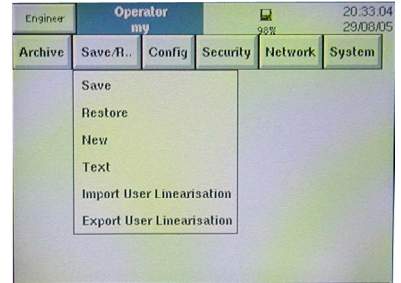 Engineer
Operator
my
98%
20:33:04
29/08/05
Archive
Save/R..
Config
Security
Network
System
Save
Restore
New
Text
Import User Linearisation
Export User Linearisation